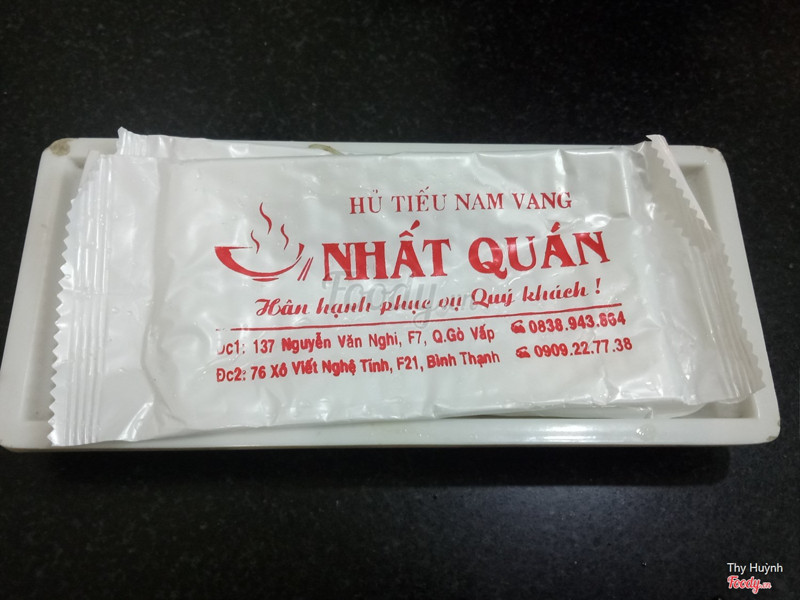 HỦ TIẾU NAM VANG
NHẤT QUÁN
Hân hạnh phục vụ Quý khách !
Đc1: 137 Nguyễn Văn Nghi, F7, Q.Gò Vấp ☎ 0838.943.864
Đc2: 76 Xô Viết Nghệ Tĩnh, F21, Bình Thạnh ☎ 0909.22.77.38
Foody.vn
Thy Huỳnh
Foody.vn